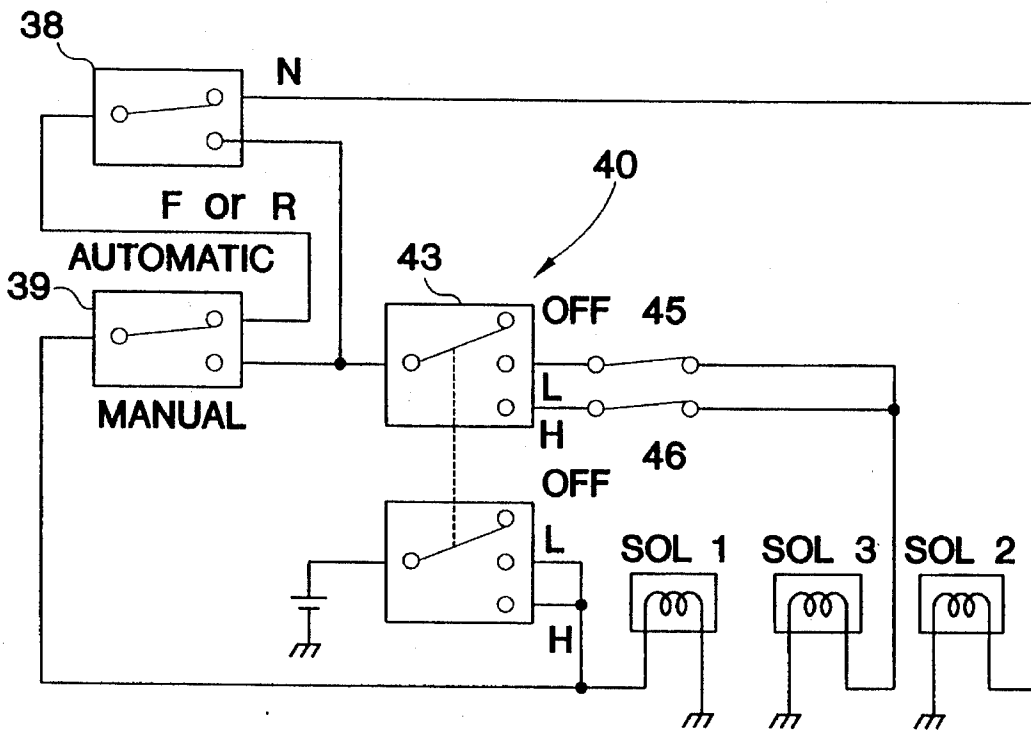 38
N
40
F or R
AUTOMATIC
39
43
OFF 45
L
MANUAL
H
46
OFF
L
SOL 1 SOL 3 SOL 2
H